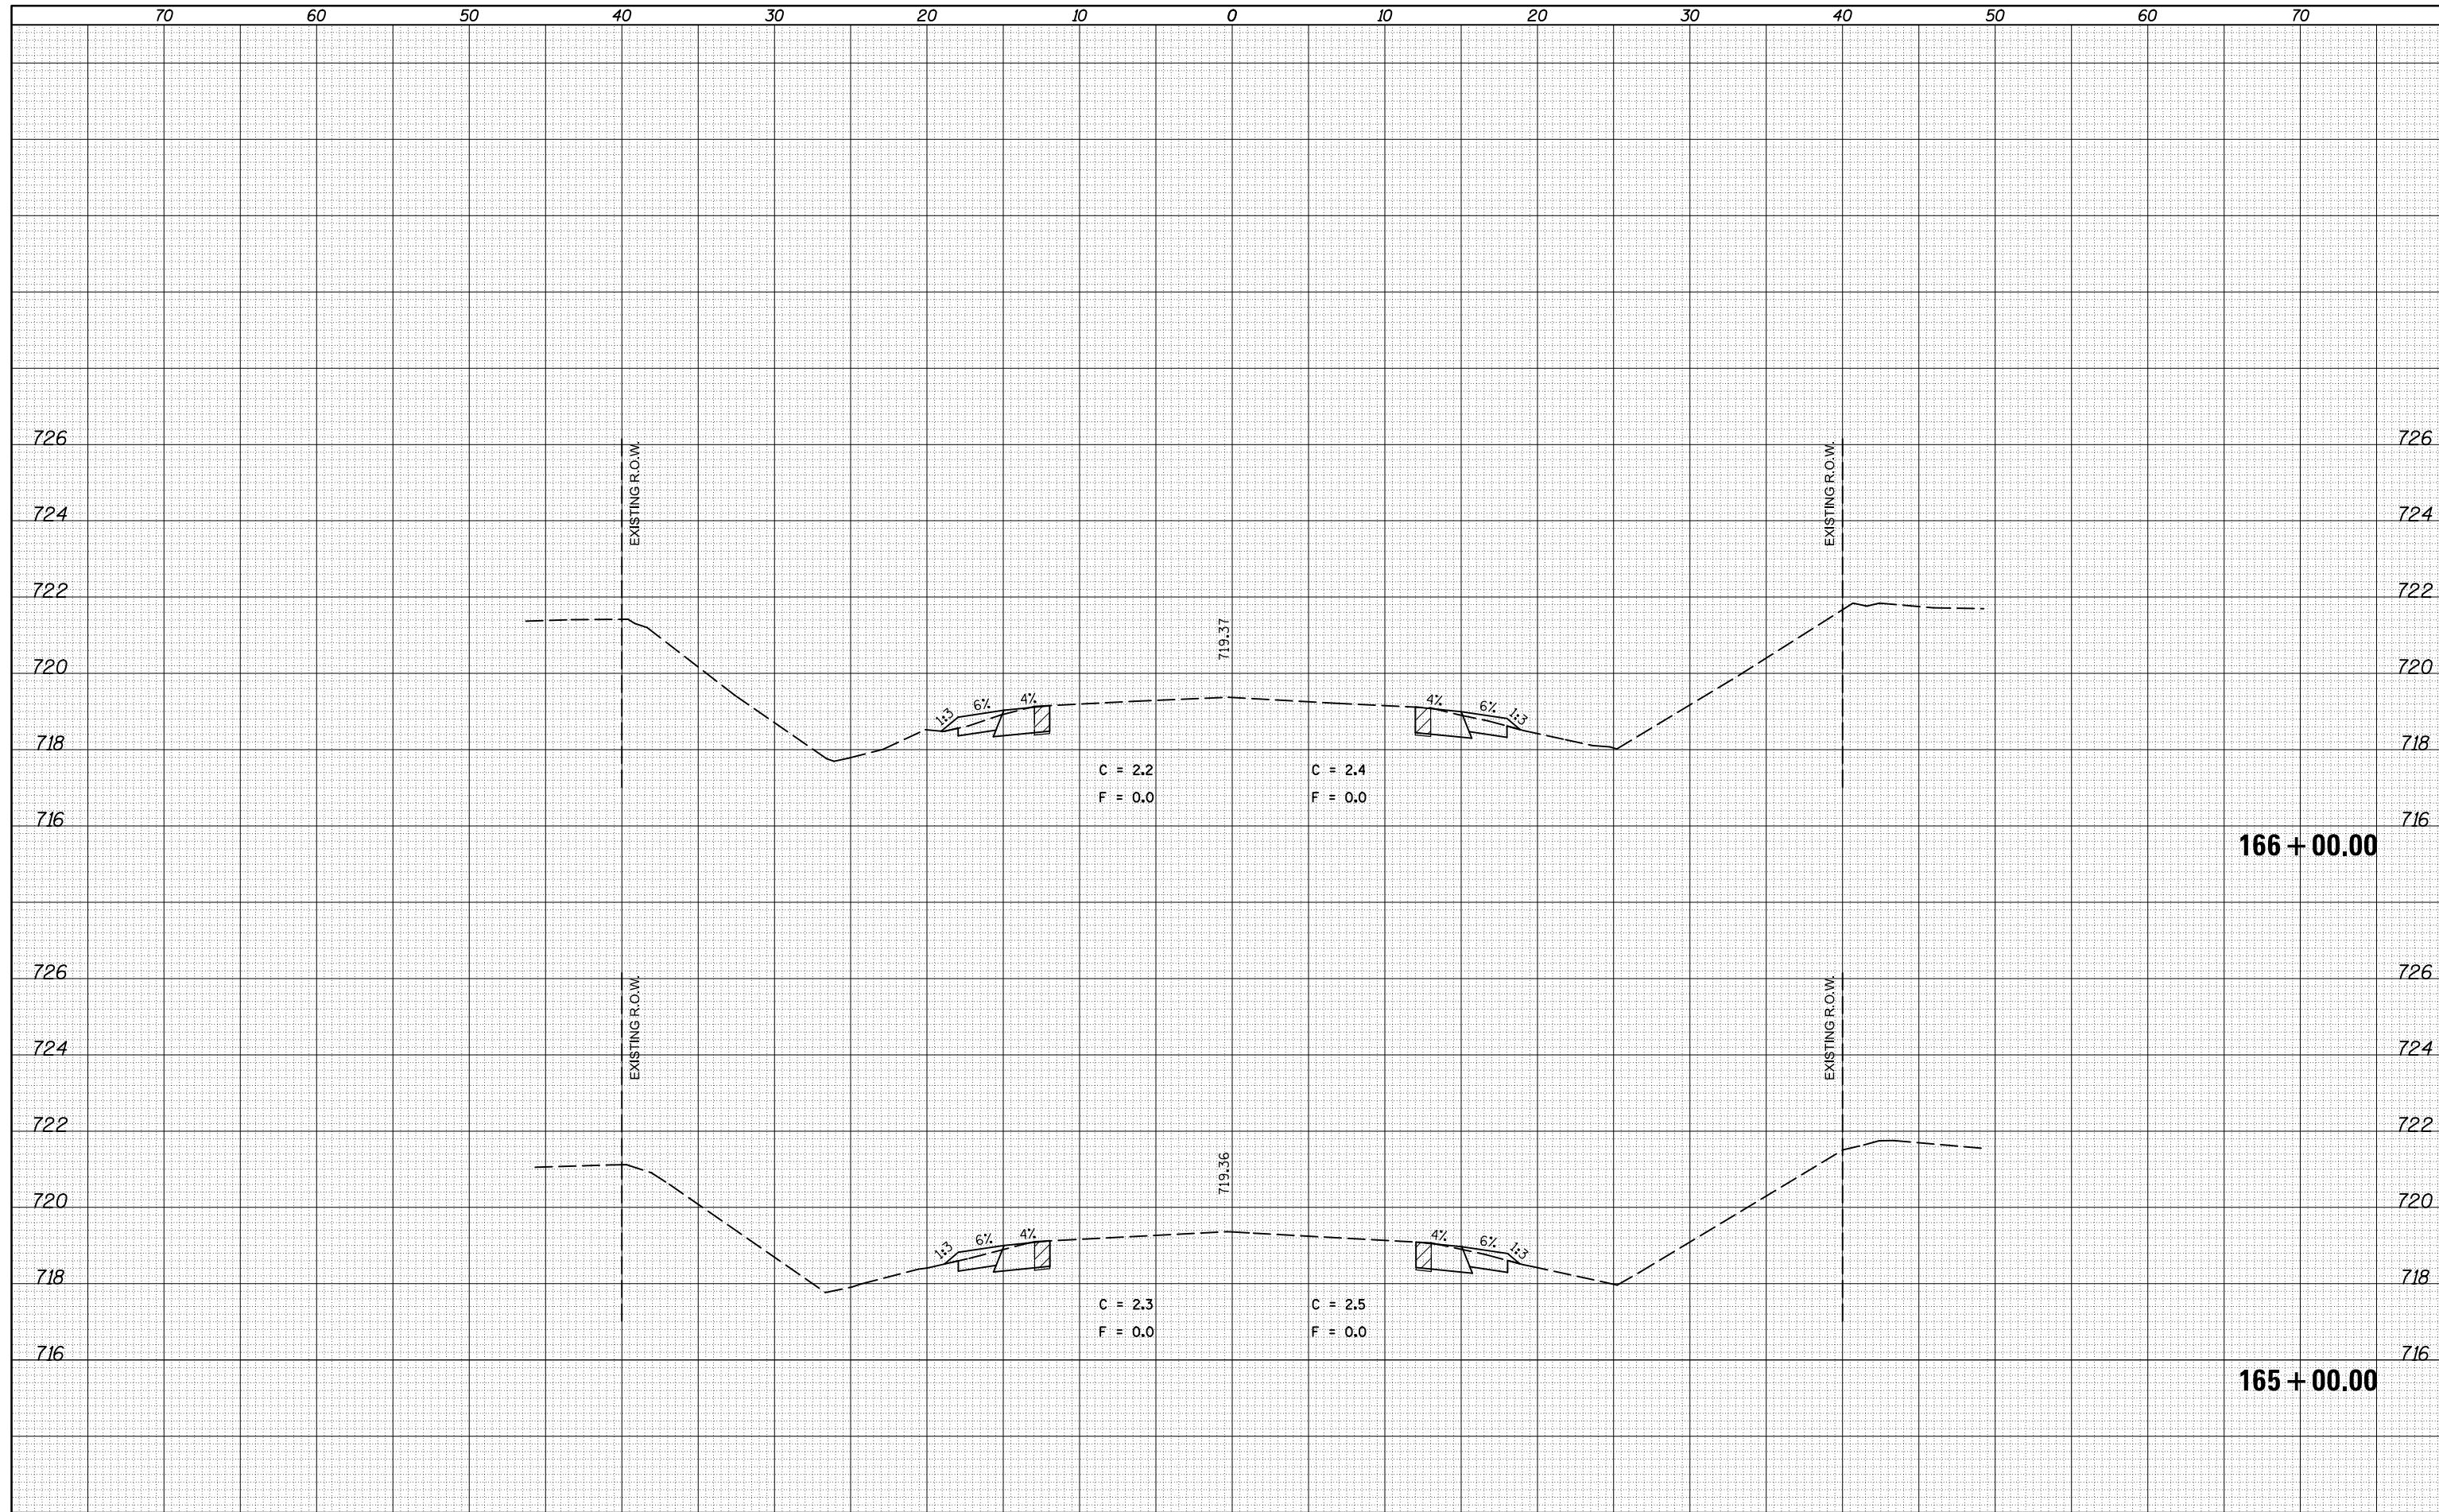 70 60 50 40 30 20 10 0 10 20 30 40 50 60 70
726 EXISTING R.O.W. EXISTING R.O.W. 726
724 724
722 722
720 719.37 720
1:3 6% 4% 4% 6% 1:3
718 718
C = 2.2 C = 2.4
F = 0.0 F = 0.0
716 716
166+00.00
726 EXISTING R.O.W. EXISTING R.O.W. 726
724 724
722 722
720 719.36 720
1:3 6% 4% 4% 6% 1:3
718 718
C = 2.3 C = 2.5
F = 0.0 F = 0.0
716 716
165+00.00